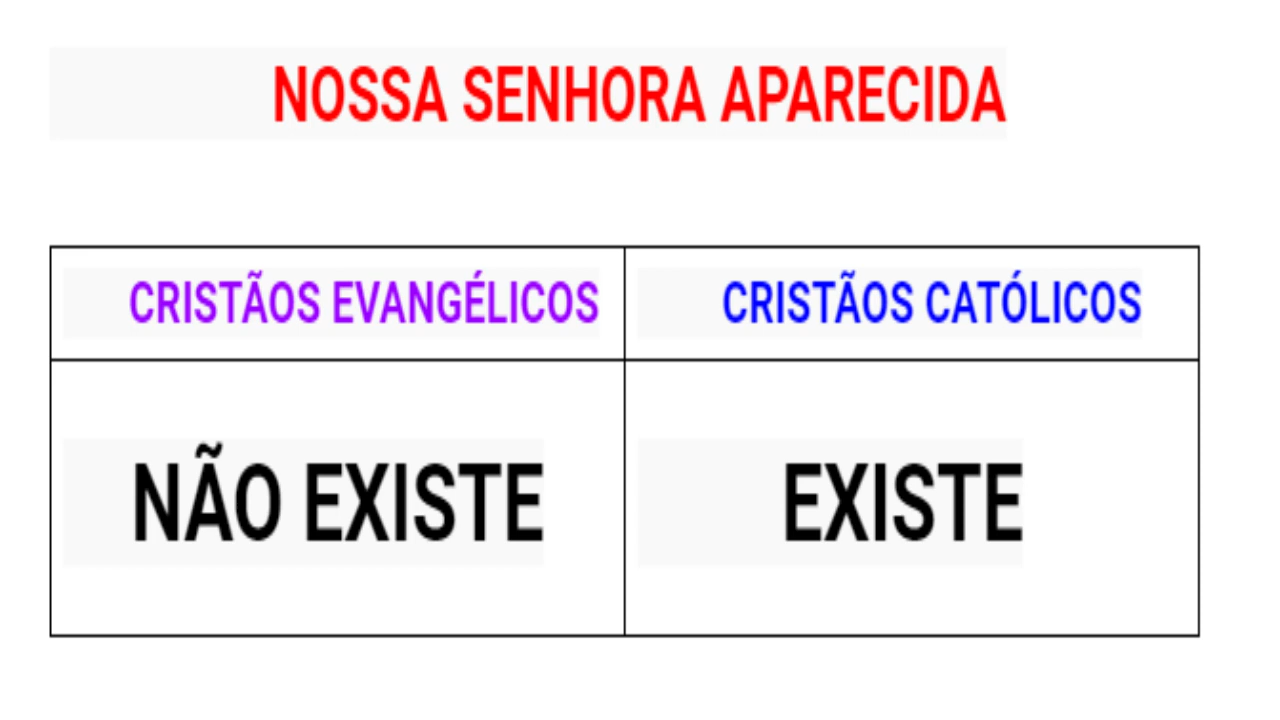 NOSSA SENHORA APARECIDA
CRISTÃOS EVANGÉLICOS
CRISTÃOS CATÓLICOS
NÃO EXISTE
EXISTE